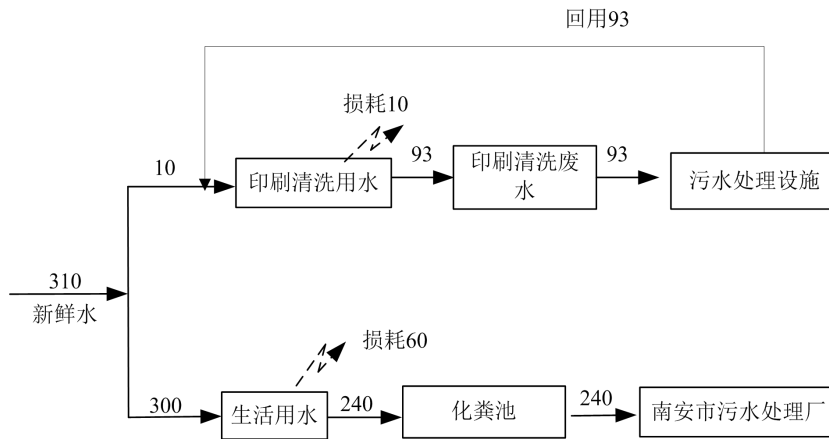 回用93
损耗10
10
印刷清洗用水
93
印刷清洗废
水
93
污水处理设施
310
新鲜水
损耗60
300
生活用水
240
化粪池
240
南安市污水处理厂